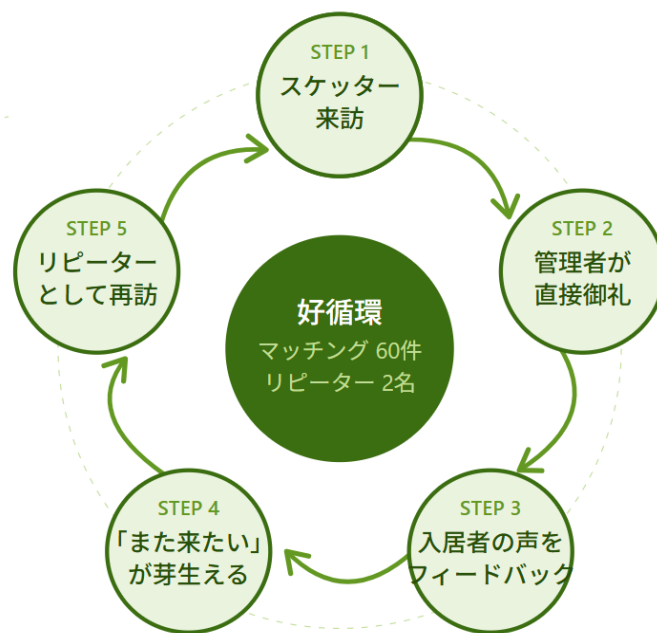 STEP 1
スケッター
来訪
STEP 2
管理者が
直接御礼
STEP 3
入居者の声を
フィードバック
STEP 4
「また来たい」
が芽生える
STEP 5
リピーター
として再訪
好循環
マッチング 60件
リピーター 2名